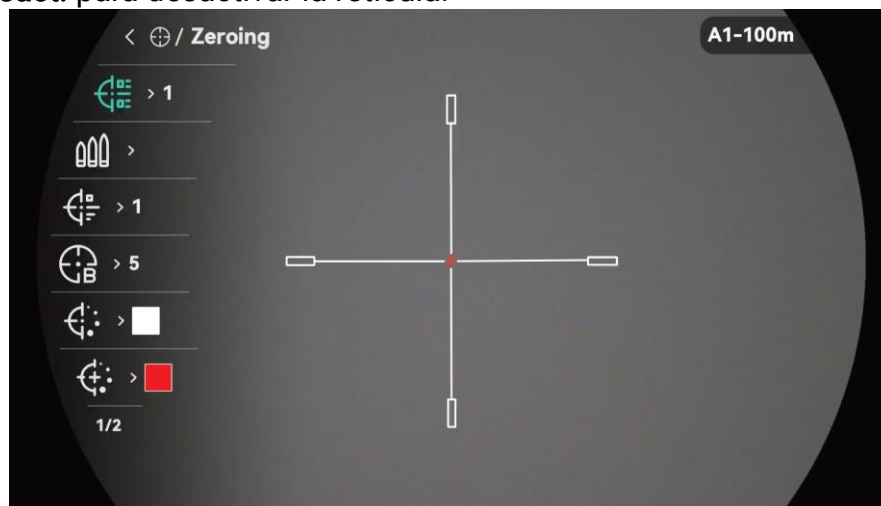 para desactivar la retícula.
< / Zeroing
A1-100m
> 1
>
> 1
B > 5
>
>
1/2